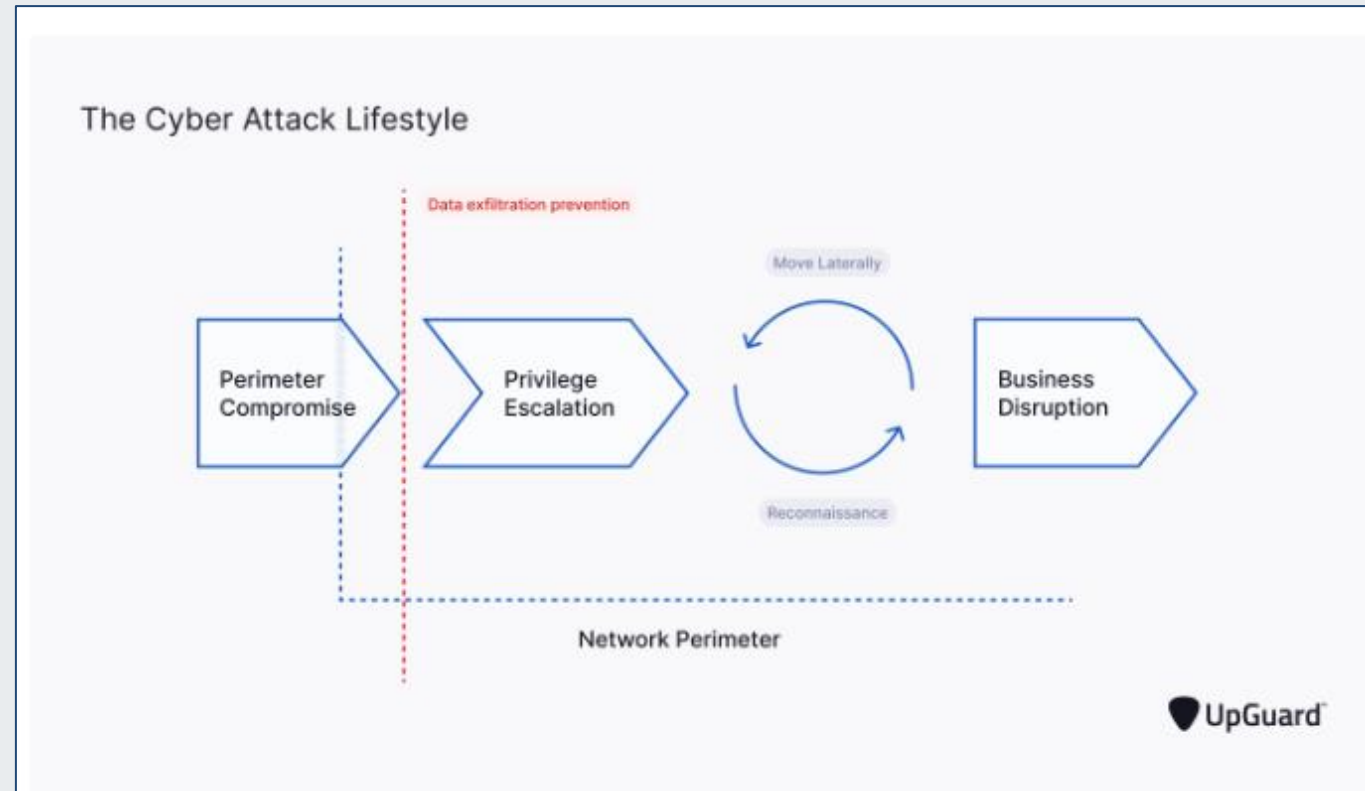 The Cyber Attack Lifestyle
Data exfiltration prevention
Move Laterally
Perimeter
Compromise
Privilege
Escalation
Business
Disruption
Reconnaissance
Network Perimeter
UpGuard